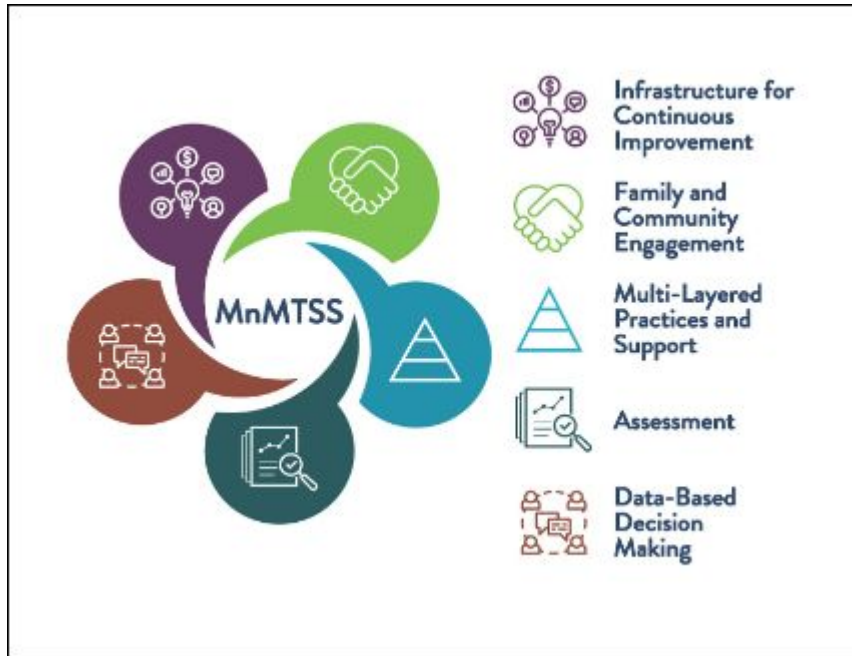 MnMTSS
Infrastructure for
Continuous
Improvement
Family and
Community
Engagement
Multi-Layered
Practices and
Support
Assessment
Data-Based
Decision
Making